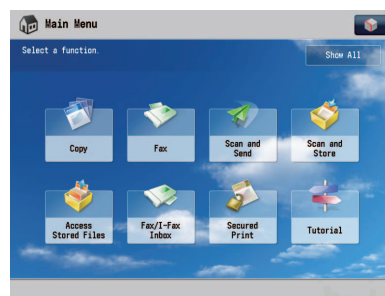 Main Menu
Select a function.
Show All
Copy
Fax
Scan and
Send
Scan and
Store
Access
Stored Files
Fax/I-Fax
Inbox
Secured
Print
Tutorial